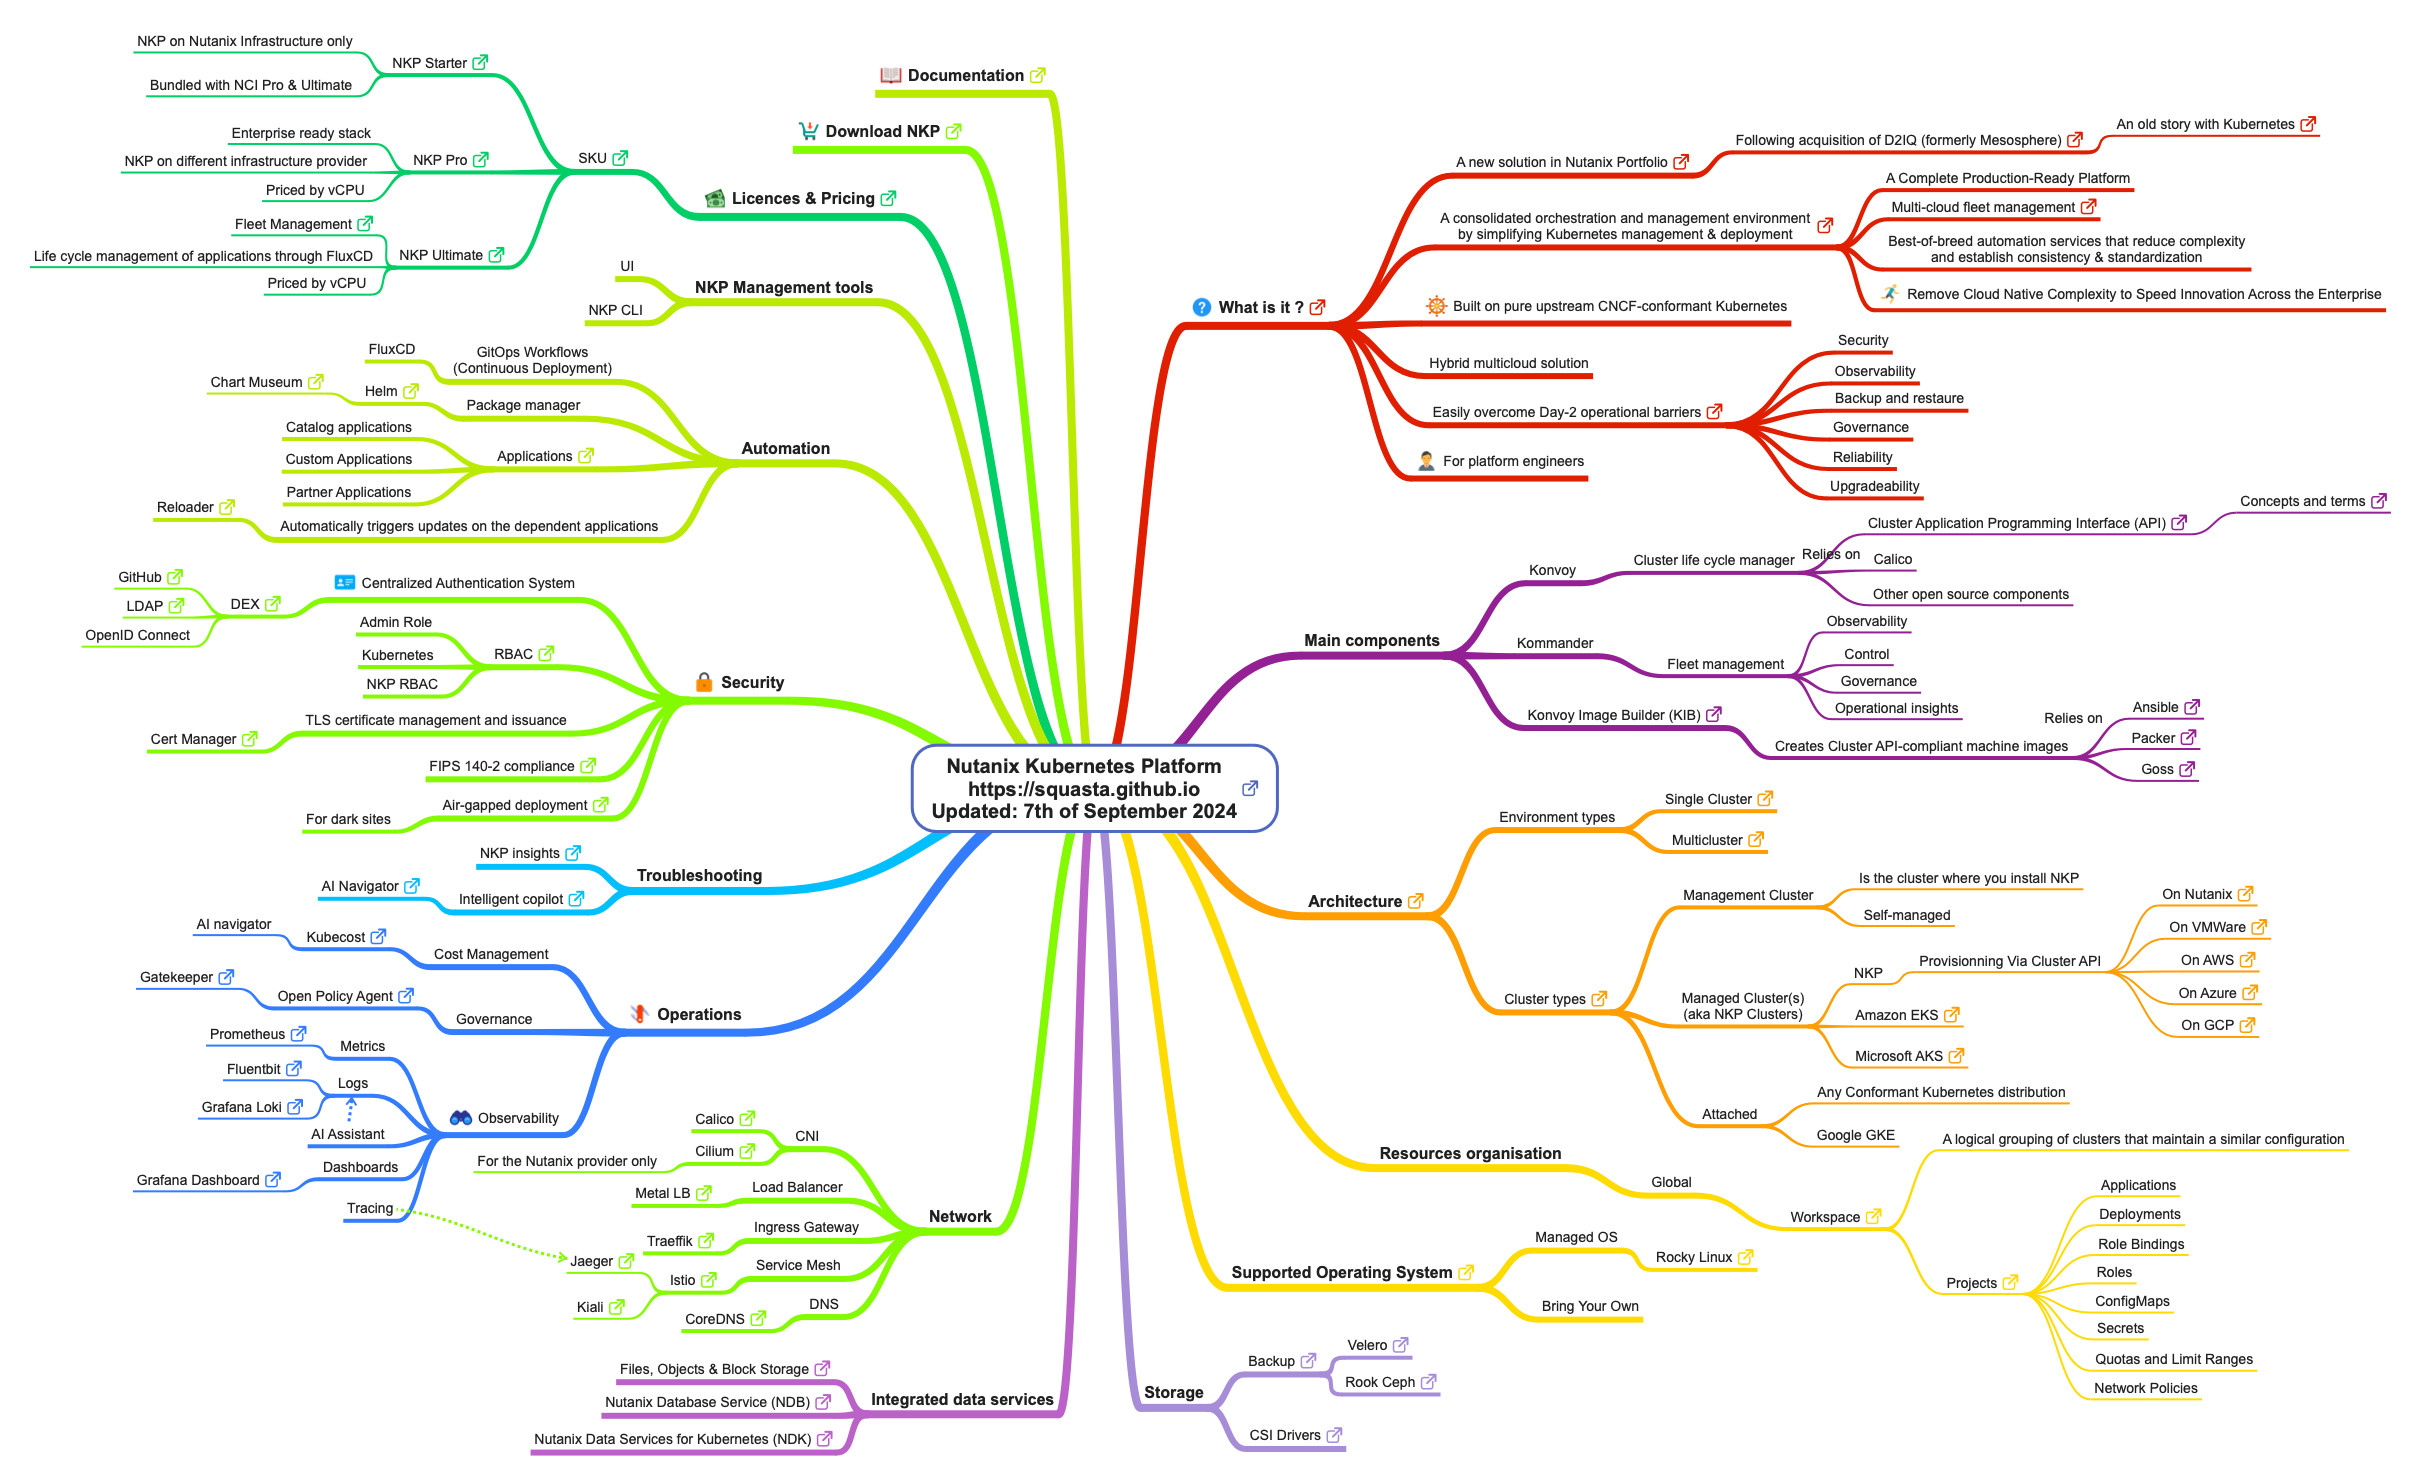 Nutanix Kubernetes Platform
https://squasta.github.io
Updated: 7th of September 2024
Documentation
Download NKP
Licences & Pricing
SKU
NKP Starter
NKP on Nutanix Infrastructure only
Bundled with NCI Pro & Ultimate
NKP Pro
Enterprise ready stack
NKP on different infrastructure provider
Priced by vCPU
NKP Ultimate
Fleet Management
Life cycle management of applications through FluxCD
Priced by vCPU
NKP Management tools
UI
NKP CLI
Automation
GitOps Workflows
(Continuous Deployment)
FluxCD
Package manager
Helm
Chart Museum
Applications
Catalog applications
Custom Applications
Partner Applications
Automatically triggers updates on the dependent applications
Reloader
Security
Centralized Authentication System
DEX
GitHub
LDAP
OpenID Connect
RBAC
Admin Role
Kubernetes
NKP RBAC
TLS certificate management and issuance
Cert Manager
FIPS 140-2 compliance
Air-gapped deployment
For dark sites
Troubleshooting
NKP insights
Intelligent copilot
AI Navigator
Operations
Cost Management
Kubecost
AI navigator
Governance
Open Policy Agent
Gatekeeper
Observability
Metrics
Prometheus
Logs
Fluentbit
Grafana Loki
AI Assistant
Dashboards
Grafana Dashboard
Tracing
Network
CNI
Calico
Cilium
For the Nutanix provider only
Load Balancer
Metal LB
Ingress Gateway
Traeffik
Service Mesh
Istio
Jaeger
Kiali
DNS
CoreDNS
Integrated data services
Files, Objects & Block Storage
Nutanix Database Service (NDB)
Nutanix Data Services for Kubernetes (NDK)
What is it ?
A new solution in Nutanix Portfolio
Following acquisition of D2IQ (formerly Mesosphere)
An old story with Kubernetes
A consolidated orchestration and management environment
by simplifying Kubernetes management & deployment
A Complete Production-Ready Platform
Multi-cloud fleet management
Best-of-breed automation services that reduce complexity
and establish consistency & standardization
Remove Cloud Native Complexity to Speed Innovation Across the Enterprise
Built on pure upstream CNCF-conformant Kubernetes
Hybrid multicloud solution
Easily overcome Day-2 operational barriers
Security
Observability
Backup and restaure
Governance
Reliability
Upgradeability
For platform engineers
Main components
Konvoy
Cluster life cycle manager
Relies on
Cluster Application Programming Interface (API)
Concepts and terms
Calico
Other open source components
Kommander
Fleet management
Observability
Control
Governance
Operational insights
Konvoy Image Builder (KIB)
Creates Cluster API-compliant machine images
Relies on
Ansible
Packer
Goss
Architecture
Environment types
Single Cluster
Multicluster
Cluster types
Management Cluster
Is the cluster where you install NKP
Self-managed
Managed Cluster(s)
(aka NKP Clusters)
NKP
Provisionning Via Cluster API
On Nutanix
On VMWare
On AWS
On Azure
On GCP
Amazon EKS
Microsoft AKS
Attached
Any Conformant Kubernetes distribution
Google GKE
Resources organisation
Global
Workspace
A logical grouping of clusters that maintain a similar configuration
Projects
Applications
Deployments
Role Bindings
Roles
ConfigMaps
Secrets
Quotas and Limit Ranges
Network Policies
Supported Operating System
Managed OS
Rocky Linux
Bring Your Own
Storage
Backup
Velero
Rook Ceph
CSI Drivers